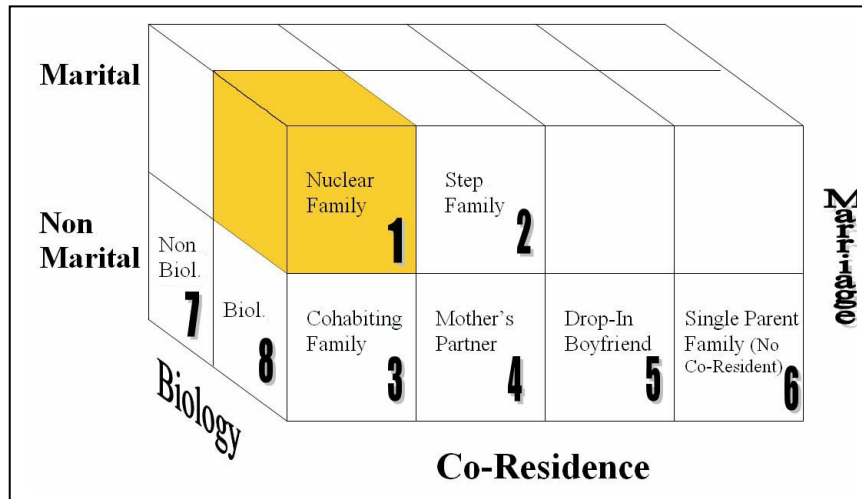 Marital
Non
Marital
Nuclear
Family
1
Step
Family
2
Non
Biol.
7
Biol.
8
Cohabiting
Family
3
Mother's
Partner
4
Drop-In
Boyfriend
5
Single Parent
Family (No
Co-Resident)
6
Marriage
Biology
Co-Residence